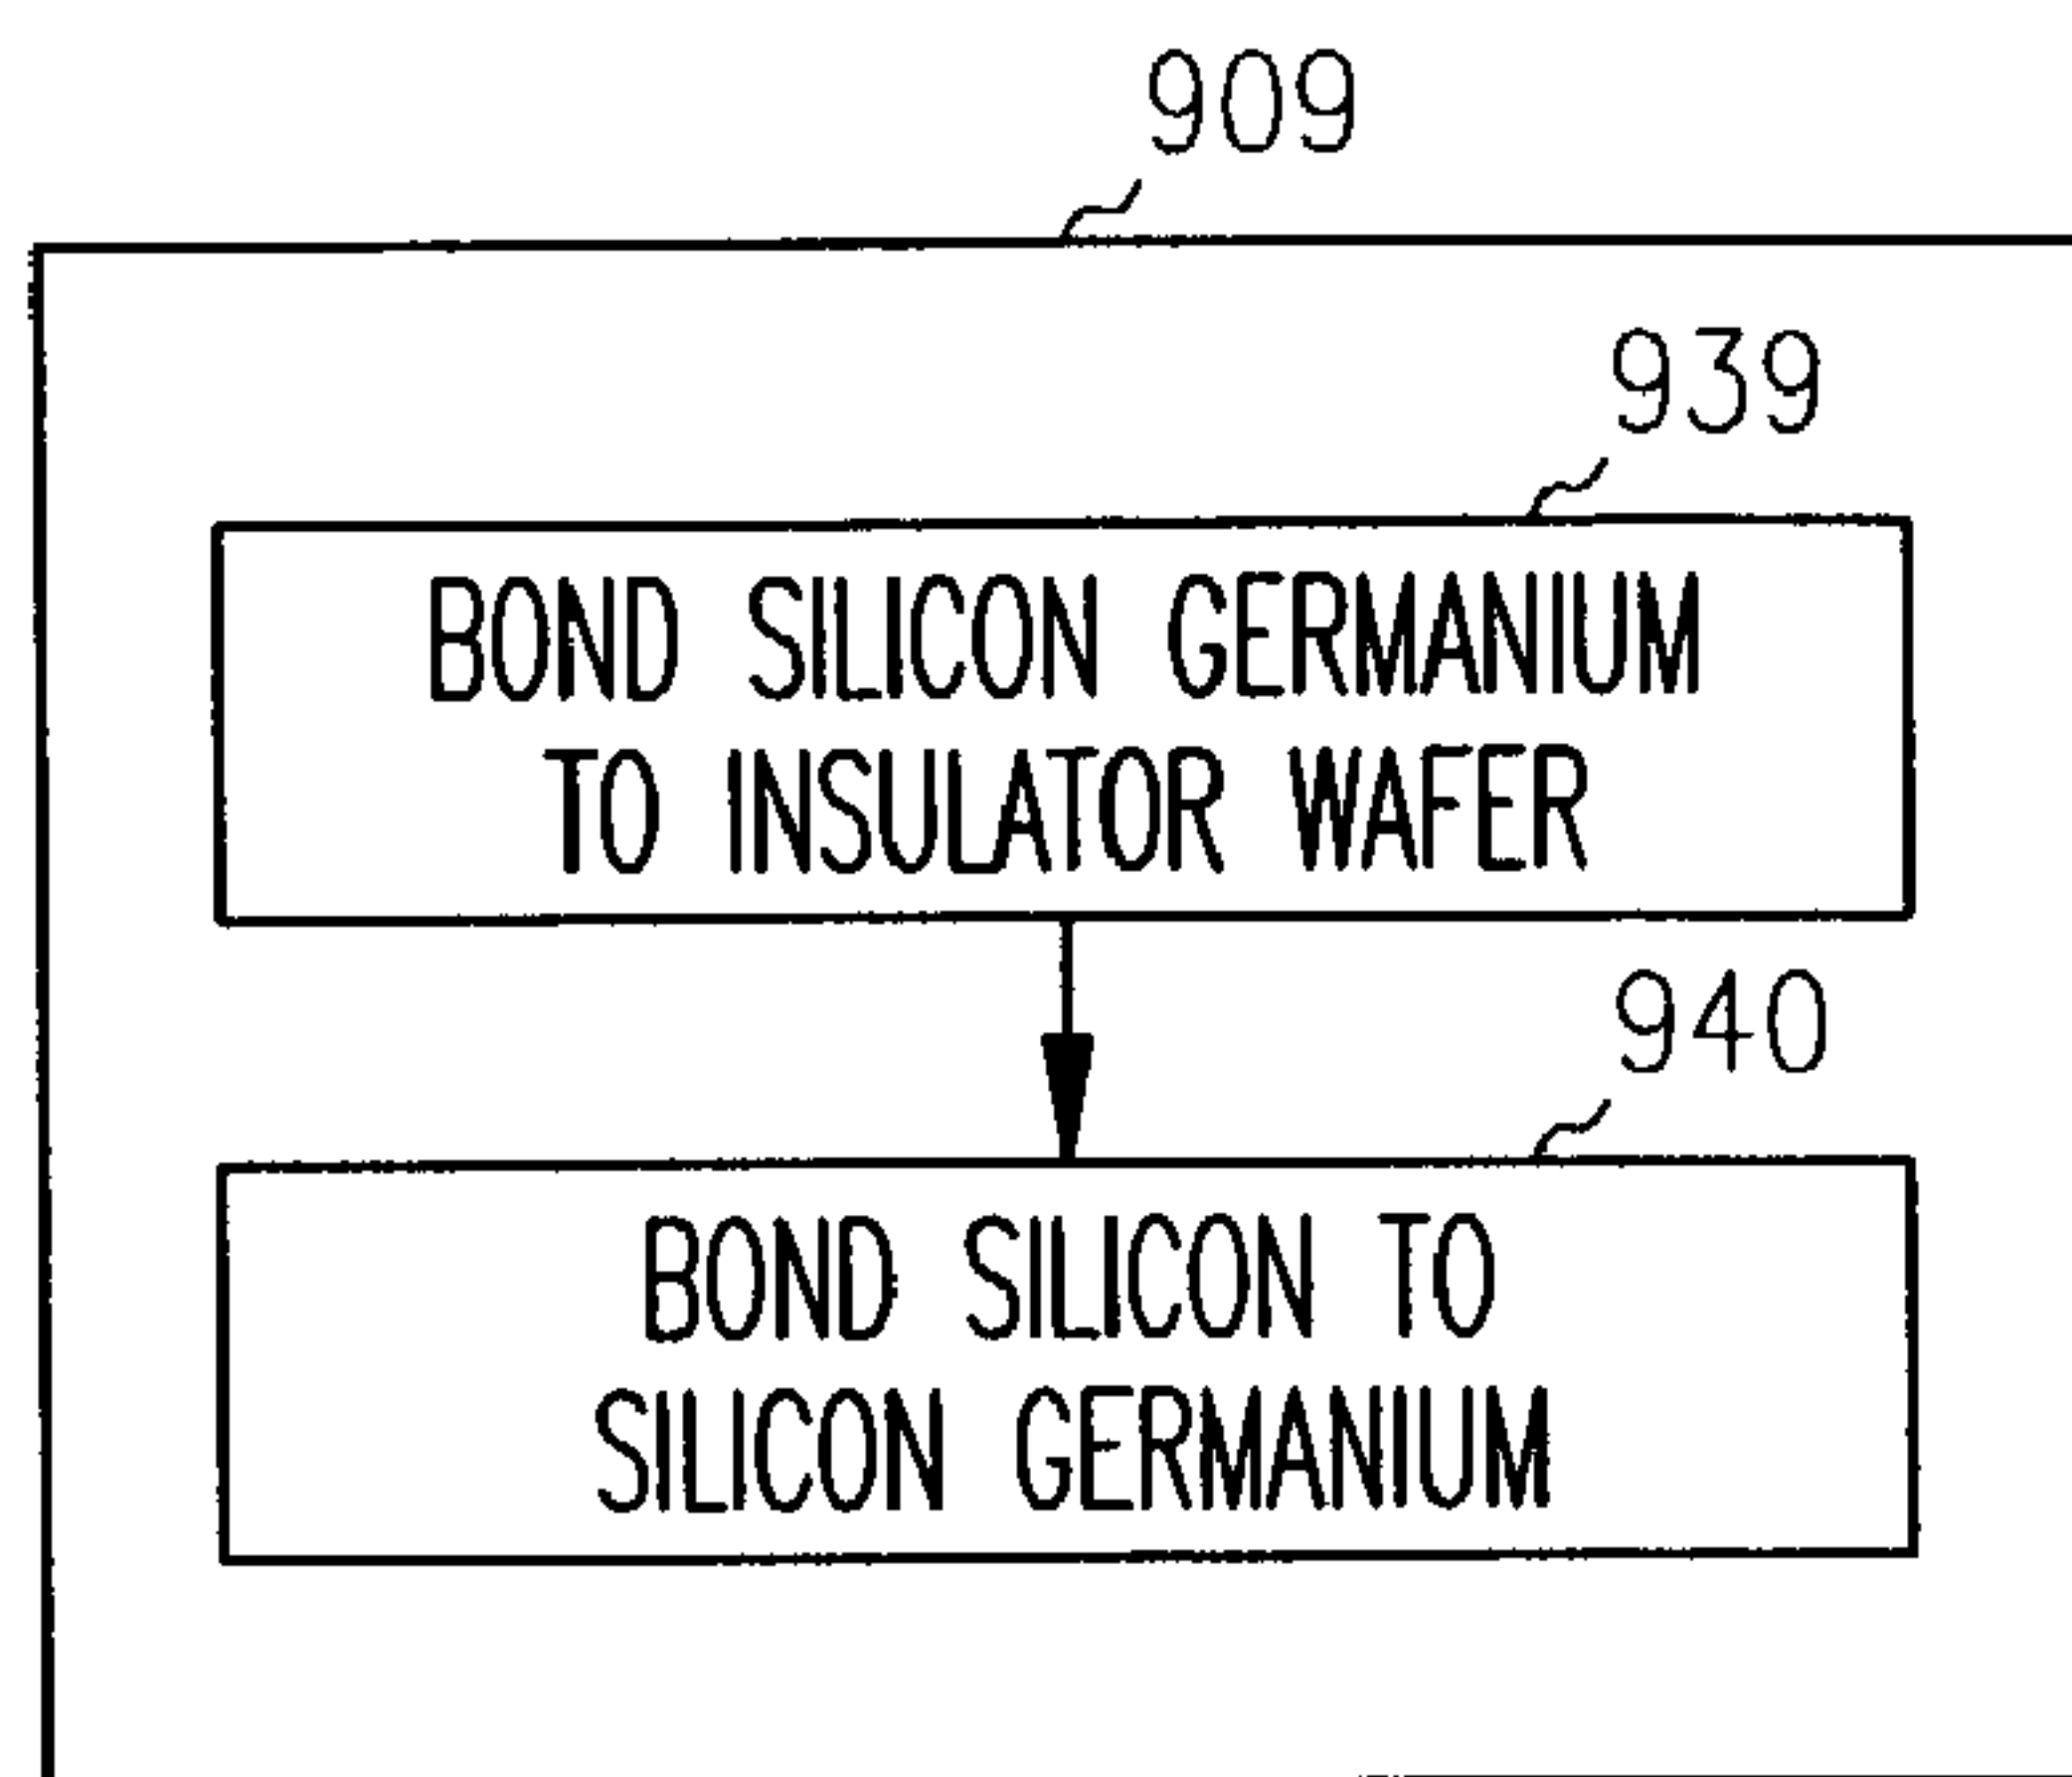 909
939
BOND SILICON GERMANIUM
TO INSULATOR WAFER
940
BOND SILICON TO
SILICON GERMANIUM